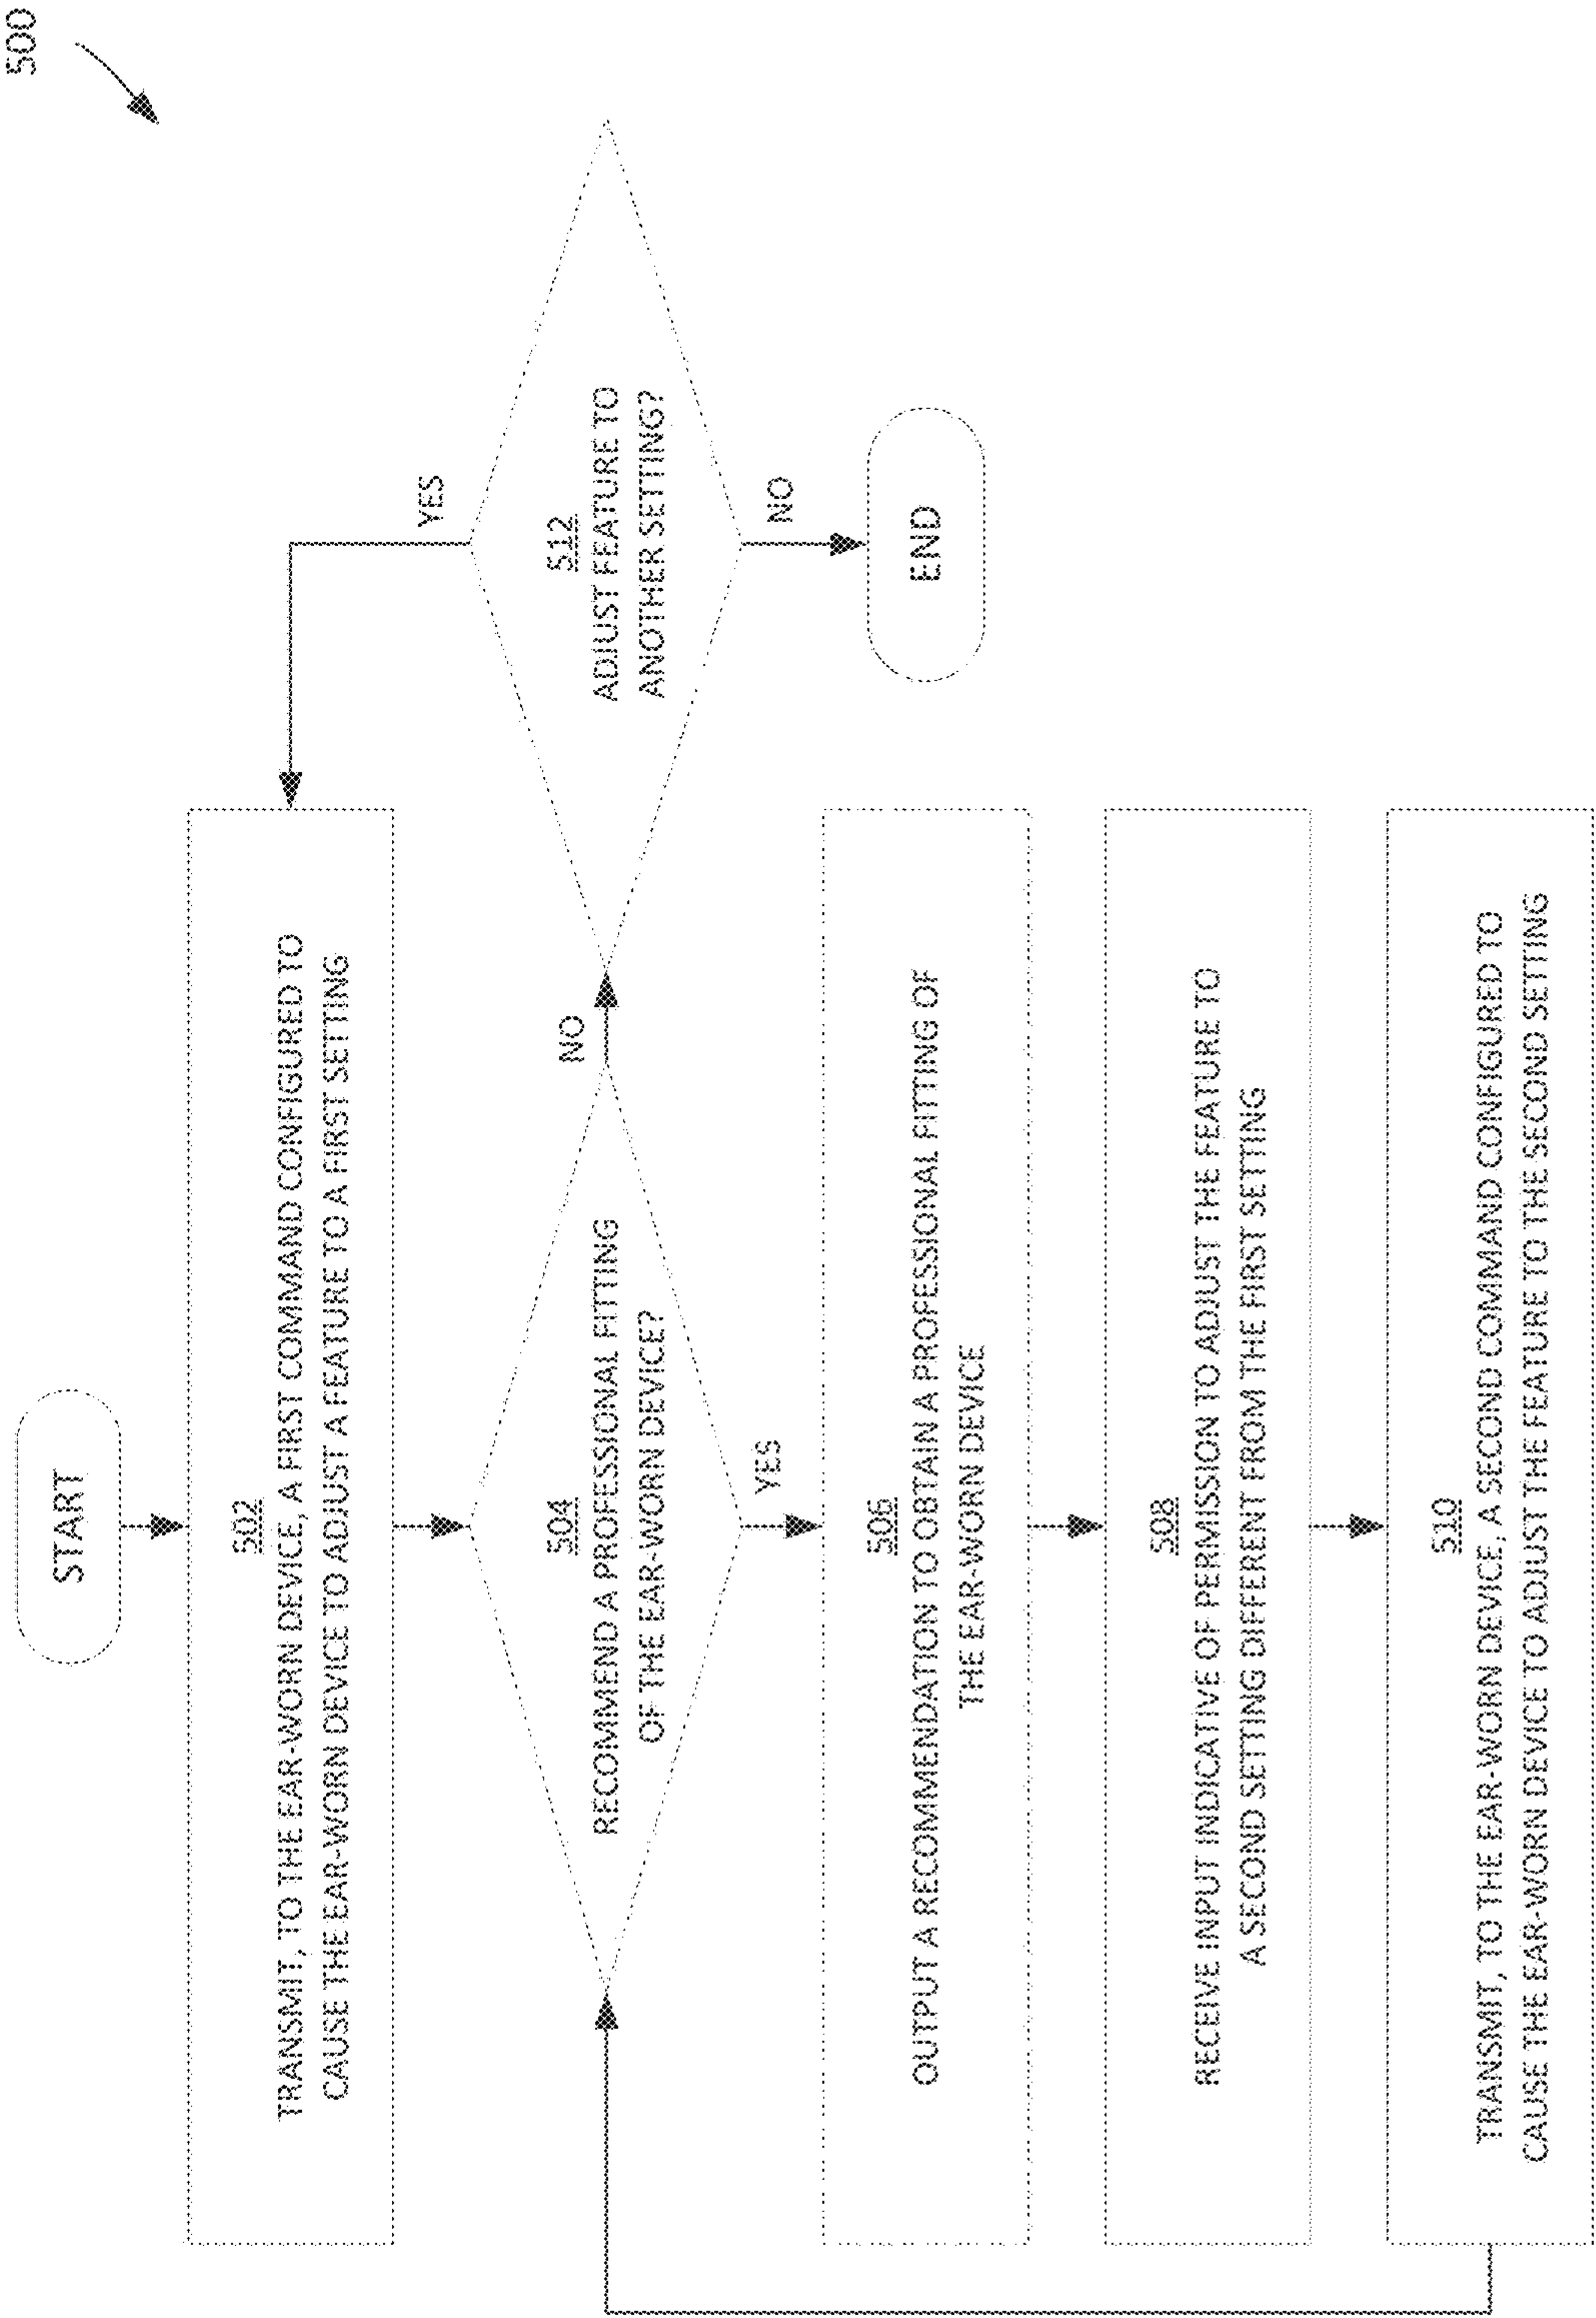 500
START
502
TRANSMIT, TO THE EAR-WORN DEVICE, A FIRST COMMAND CONFIGURED TO
CAUSE THE EAR-WORN DEVICE TO ADJUST A FEATURE TO A FIRST SETTING
504
RECOMMEND A PROFESSIONAL FITTING
OF THE EAR-WORN DEVICE?
NO
YES
512
ADJUST FEATURE TO
ANOTHER SETTING?
YES
NO
END
506
OUTPUT A RECOMMENDATION TO OBTAIN A PROFESSIONAL FITTING OF
THE EAR-WORN DEVICE
508
RECEIVE INPUT INDICATIVE OF PERMISSION TO ADJUST THE FEATURE TO
A SECOND SETTING DIFFERENT FROM THE FIRST SETTING
510
TRANSMIT, TO THE EAR-WORN DEVICE, A SECOND COMMAND CONFIGURED TO
CAUSE THE EAR-WORN DEVICE TO ADJUST THE FEATURE TO THE SECOND SETTING